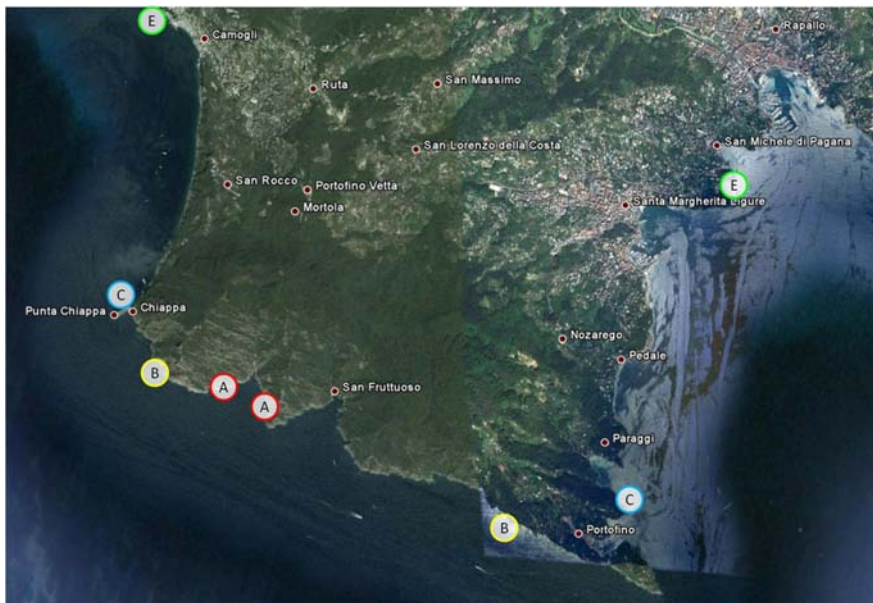 E
Camogli
Rapallo
Ruta
San Massimo
San Lorenzo della Costa
San Michele di Pagana
San Rocco
Portofino Vetta
E
Mortola
Santa Margherita Ligure
C
Punta Chiappa
Chiappa
Nozarego
Pedale
B
A
San Fruttuoso
A
Paraggi
C
B
Portofino